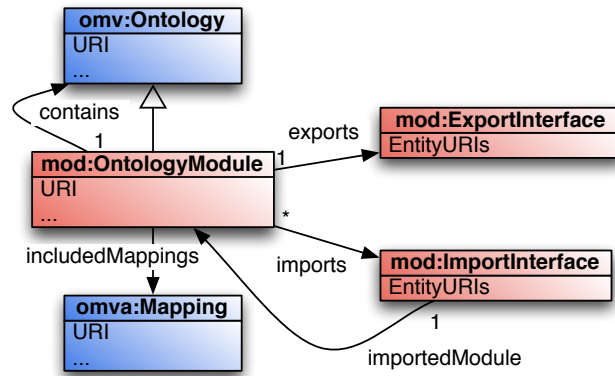 omv:Ontology
URI
...
contains
1
mod:OntologyModule
URI
...
exports
1
mod:ExportInterface
EntityURIs
*
imports
mod:ImportInterface
EntityURIs
1
includedMappings
omva:Mapping
URI
...
importedModule